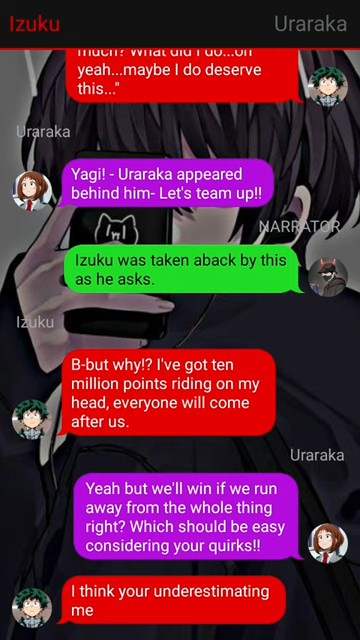 Izuku
Uraraka
much? What did I do...oh
yeah...maybe I do deserve
this..."
Uraraka
Yagi! - Uraraka appeared
behind him- Let's team up!!
NARRATOR
Izuku was taken aback by this
as he asks.
Izuku
B-but why!? I've got ten
million points riding on my
head, everyone will come
after us.
Uraraka
Yeah but we'll win if we run
away from the whole thing
right? Which should be easy
considering your quirks!!
I think your underestimating
me